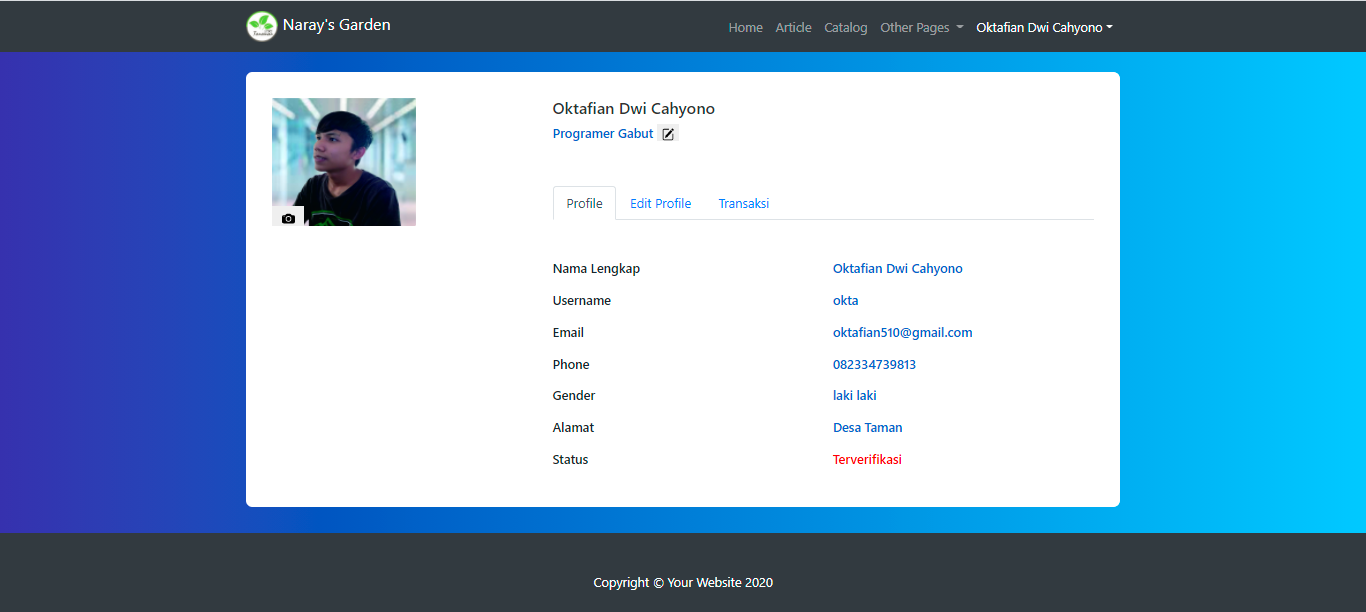 Naray's Garden
Home Article Catalog Other Pages Oktafian Dwi Cahyono
Oktafian Dwi Cahyono
Programer Gabut
Profile Edit Profile Transaksi
Nama Lengkap Oktafian Dwi Cahyono
Username okta
Email oktafian510@gmail.com
Phone 082334739813
Gender laki laki
Alamat Desa Taman
Status Terverifikasi
Copyright © Your Website 2020